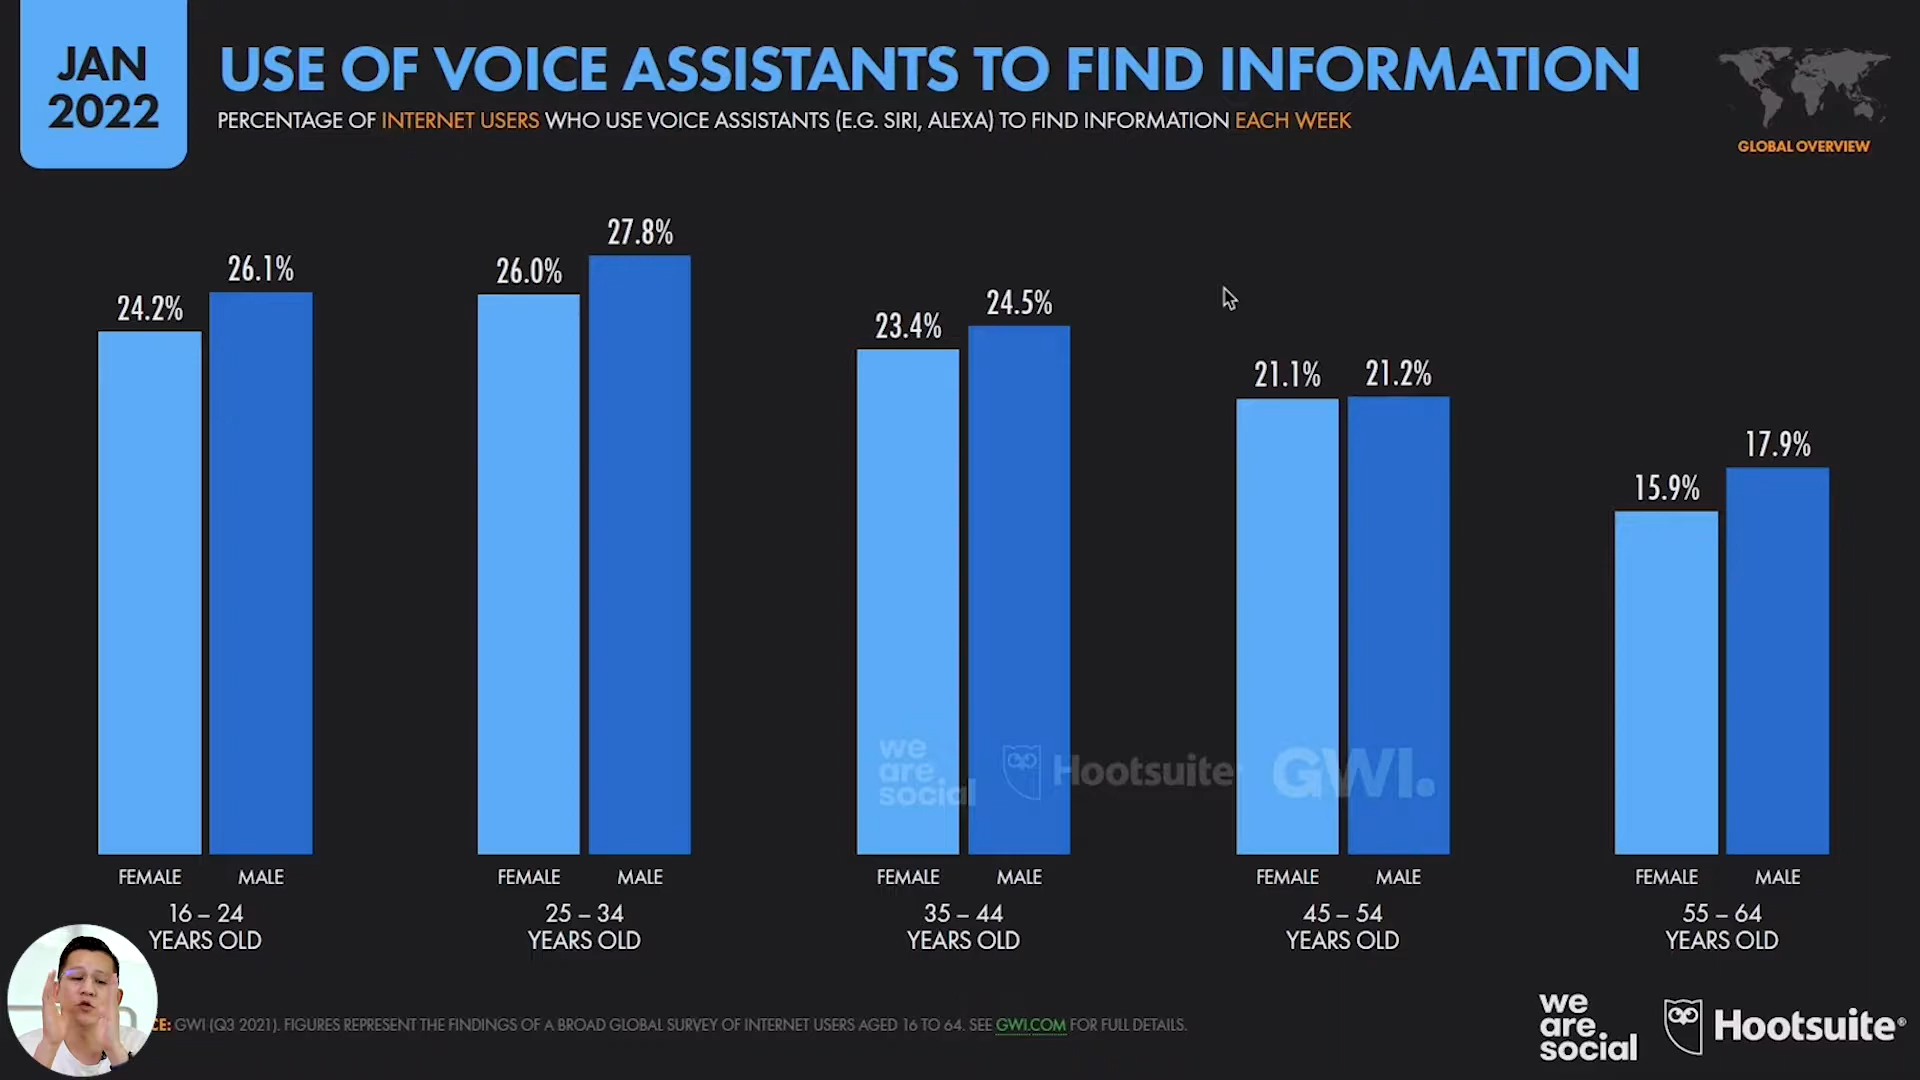 JAN
2022
USE OF VOICE ASSISTANTS TO FIND INFORMATION
PERCENTAGE OF INTERNET USERS WHO USE VOICE ASSISTANTS (E.G. SIRI, ALEXA) TO FIND INFORMATION EACH WEEK
GLOBAL OVERVIEW
24.2%
26.1%
26.0%
27.8%
23.4%
24.5%
21.1%
21.2%
15.9%
17.9%
we
are.
social
Hootsuite
GWI.
FEMALE MALE
16 – 24
YEARS OLD
FEMALE MALE
25 – 34
YEARS OLD
FEMALE MALE
35 – 44
YEARS OLD
FEMALE MALE
45 – 54
YEARS OLD
FEMALE MALE
55 – 64
YEARS OLD
CE: GWI (Q3 2021). FIGURES REPRESENT THE FINDINGS OF A BROAD GLOBAL SURVEY OF INTERNET USERS AGED 16 TO 64. SEE GWI.COM FOR FULL DETAILS.
we
are.
social
Hootsuite®